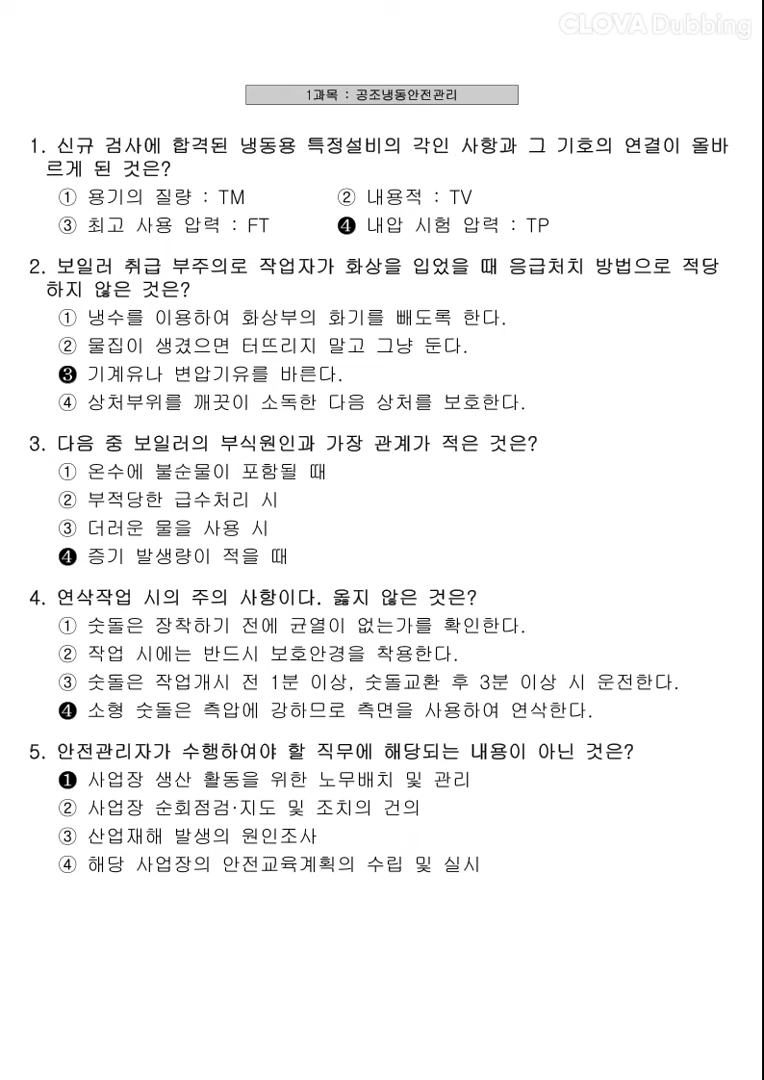 CLOVA Dubbing
1과목 : 공조냉동안전관리
1. 신규 검사에 합격된 냉동용 특정설비의 각인 사항과 그 기호의 연결이 올바
르게 된 것은?
① 용기의 질량 : TM ② 내용적 : TV
③ 최고 사용 압력 : FT ❹ 내압 시험 압력 : TP
2. 보일러 취급 부주의로 작업자가 화상을 입었을 때 응급처치 방법으로 적당
하지 않은 것은?
① 냉수를 이용하여 화상부의 화기를 빼도록 한다.
② 물집이 생겼으면 터뜨리지 말고 그냥 둔다.
❸ 기계유나 변압기유를 바른다.
④ 상처부위를 깨끗이 소독한 다음 상처를 보호한다.
3. 다음 중 보일러의 부식원인과 가장 관계가 적은 것은?
① 온수에 불순물이 포함될 때
② 부적당한 급수처리 시
③ 더러운 물을 사용 시
❹ 증기 발생량이 적을 때
4. 연삭작업 시의 주의 사항이다. 옳지 않은 것은?
① 숫돌은 장착하기 전에 균열이 없는가를 확인한다.
② 작업 시에는 반드시 보호안경을 착용한다.
③ 숫돌은 작업개시 전 1분 이상, 숫돌교환 후 3분 이상 시 운전한다.
❹ 소형 숫돌은 측압에 강하므로 측면을 사용하여 연삭한다.
5. 안전관리자가 수행하여야 할 직무에 해당되는 내용이 아닌 것은?
❶ 사업장 생산 활동을 위한 노무배치 및 관리
② 사업장 순회점검·지도 및 조치의 건의
③ 산업재해 발생의 원인조사
④ 해당 사업장의 안전교육계획의 수립 및 실시